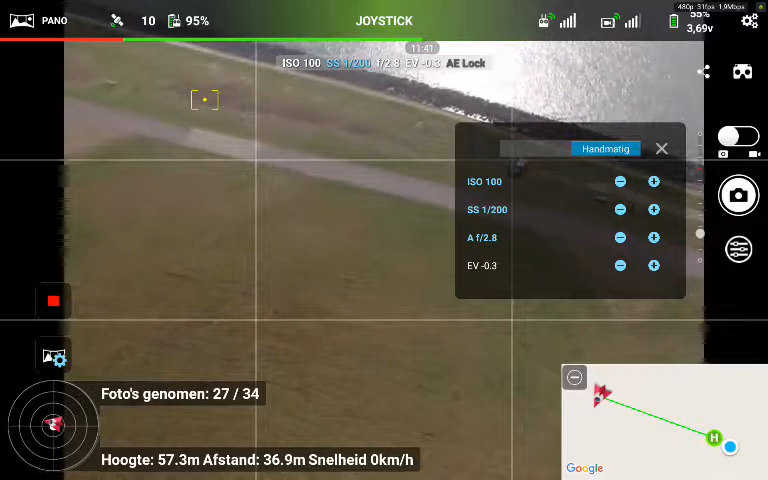 480p 31fps 1,9Mbps
PANO
10
95%
JOYSTICK
55%
3,69v
11:41
ISO 100 SS 1/200 f/2.8 EV -0.3 AE Lock
Handmatig
ISO 100
SS 1/200
A f/2.8
EV -0.3
Foto's genomen: 27 / 34
Hoogte: 57.3m Afstand: 36.9m Snelheid 0km/h
H
Google